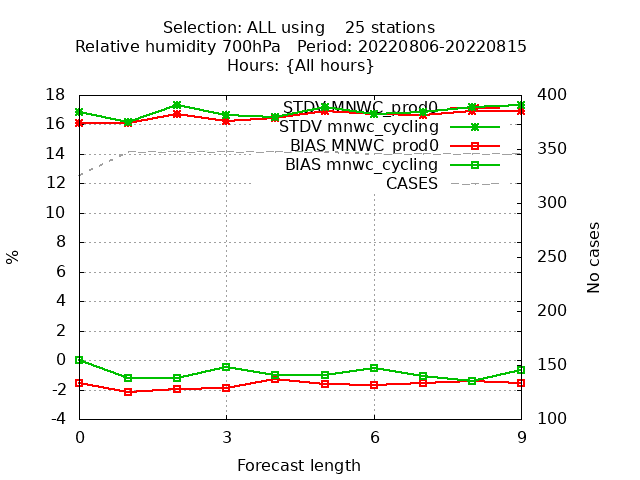 Selection: ALL using    25 stations
Relative humidity 700hPa   Period: 20220806-20220815
Hours: {All hours}
18
16
14
12
10
8
6
4
2
0
-2
-4
%
400
350
300
250
200
150
100
No cases
STDV MNWC_prod0
STDV mnwc_cycling
BIAS MNWC_prod0
BIAS mnwc_cycling
CASES
0
3
6
9
Forecast length